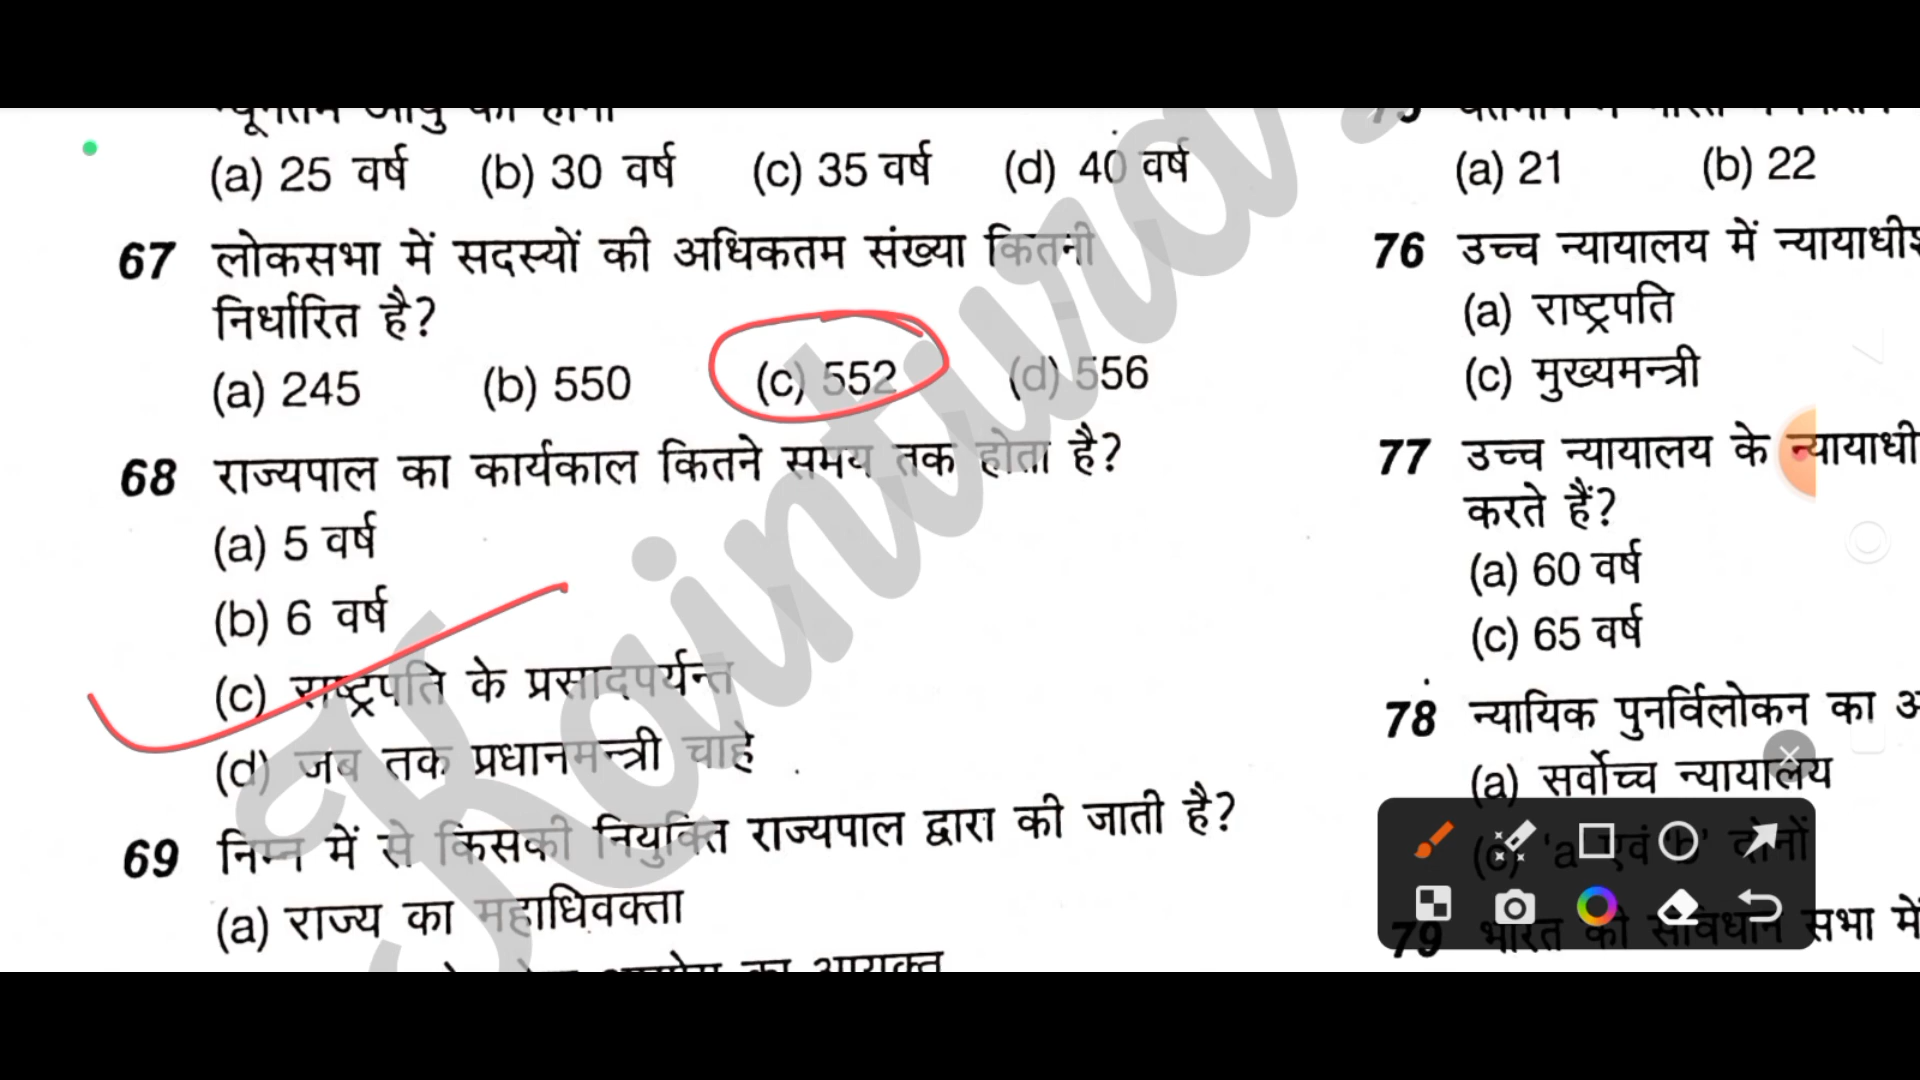 (a) 25 वर्ष (b) 30 वर्ष (c) 35 वर्ष (d) 40 वर्ष
67 लोकसभा में सदस्यों की अधिकतम संख्या कितनी
निर्धारित है?
(a) 245 (b) 550 (c) 552 (d) 556
68 राज्यपाल का कार्यकाल कितने समय तक होता है?
(a) 5 वर्ष
(b) 6 वर्ष
(c) राष्ट्रपति के प्रसादपर्यन्त
(d) जब तक प्रधानमन्त्री चाहे
69 निम्न में से किसकी नियुक्ति राज्यपाल द्वारा की जाती है?
(a) राज्य का महाधिवक्ता
(a) 21 (b) 22
76 उच्च न्यायालय में
(a) राष्ट्रपति
(c) मुख्यमन्त्री
77 उच्च न्यायालय के
करते हैं?
(a) 60 वर्ष
(c) 65 वर्ष
78 न्यायिक पुनर्विलोकन का
(a) सर्वोच्च न्यायालय
(c) 'a' एवं 'b' दोनों
79 भारत की संविधान सभा में